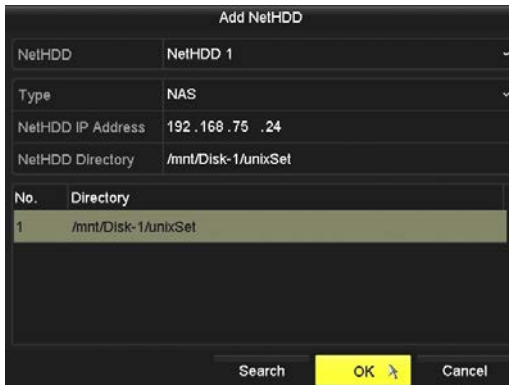 Add NetHDD
NetHDD NetHDD 1
Type NAS
NetHDD IP Address 192.168.75 .24
NetHDD Directory /mnt/Disk-1/unixSet
No. Directory
1 /mnt/Disk-1/unixSet
Search OK Cancel